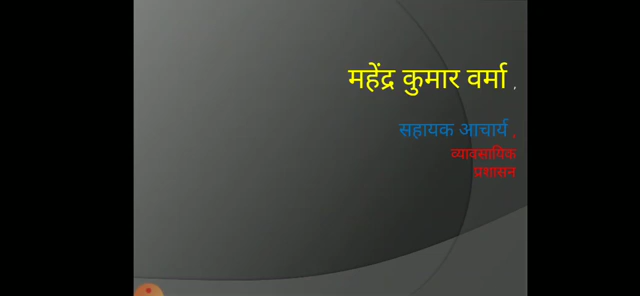 महेंद्र कुमार वर्मा ,
सहायक आचार्य ,
व्यावसायिक
प्रशासन